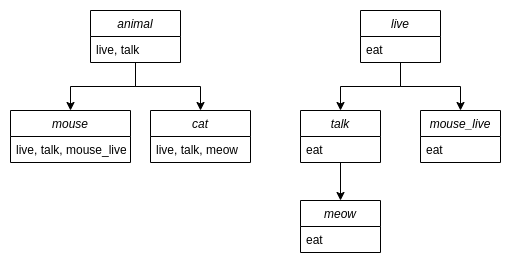 animal
live, talk
mouse
live, talk, mouse_live
cat
live, talk, meow
live
eat
talk
eat
mouse_live
eat
meow
eat